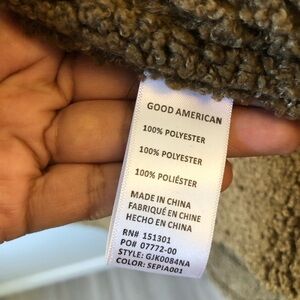 GOOD AMERICAN
100% POLYESTER
100% POLYESTER
100% POLIÉSTER
MADE IN CHINA
FABRIQUÉ EN CHINE
HECHO EN CHINA
RN# 151301
PO# 07772-00
STYLE: GJK0084NA
COLOR: SEPIA001